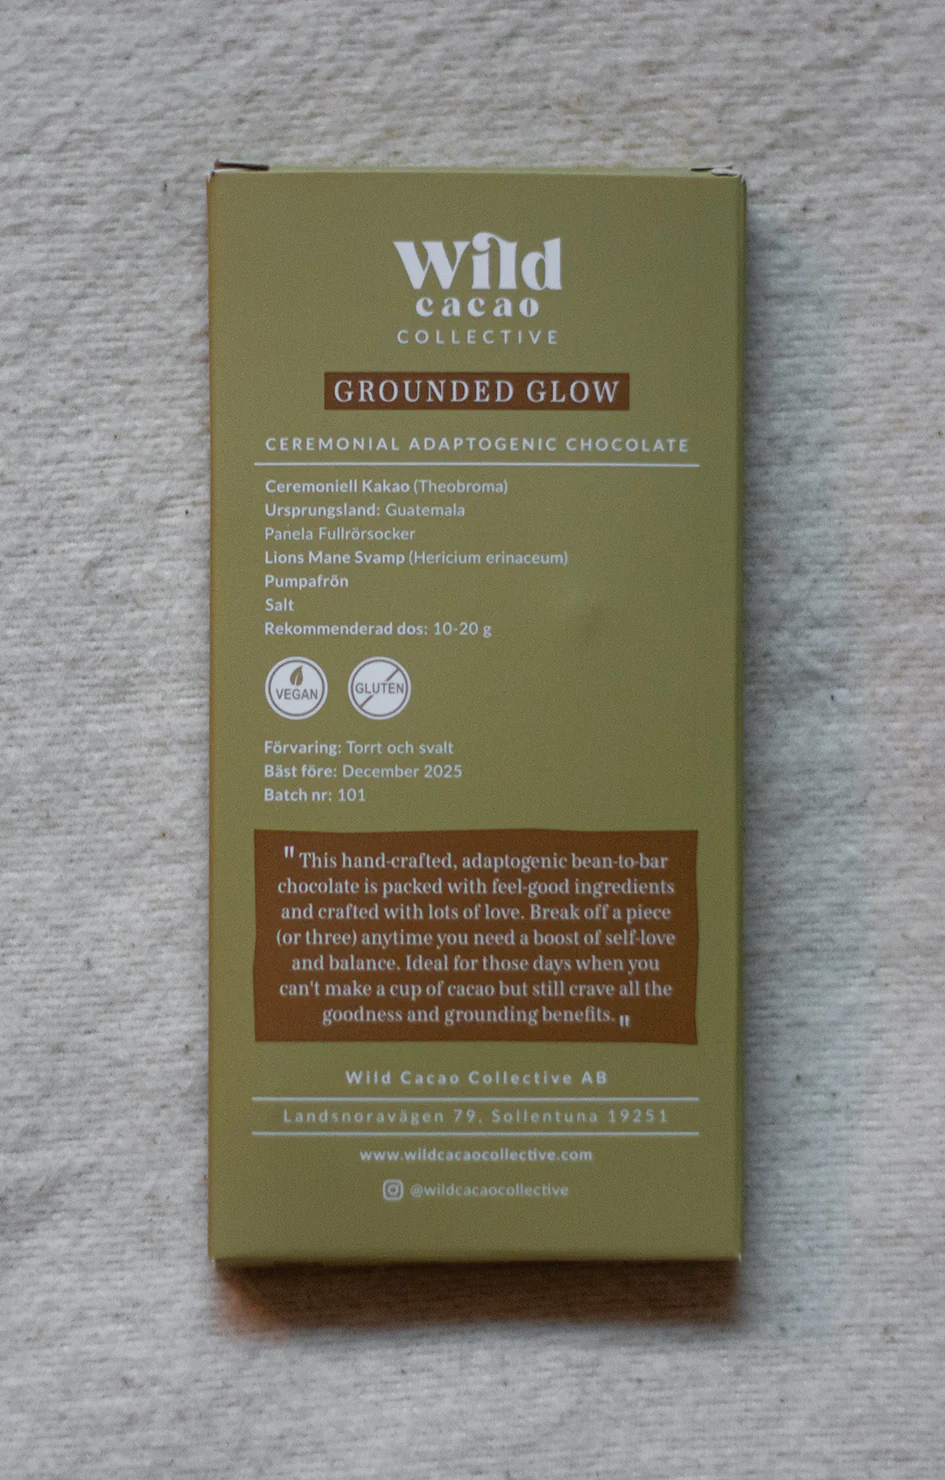 Wild
cacao
COLLECTIVE
GROUNDED GLOW
CEREMONIAL ADAPTOGENIC CHOCOLATE
Ceremoniell Kakao (Theobroma)
Ursprungsland: Guatemala
Panela Fullrörsocker
Lions Mane Svamp (Hericium erinaceum)
Pumpafrön
Salt
Rekommenderad dos: 10-20 g
VEGAN GLUTEN
Förvaring: Torrt och svalt
Bäst före: December 2025
Batch nr: 101
"This hand-crafted, adaptogenic bean-to-bar
chocolate is packed with feel-good ingredients
and crafted with lots of love. Break off a piece
(or three) anytime you need a boost of self-love
and balance. Ideal for those days when you
can't make a cup of cacao but still crave all the
goodness and grounding benefits."
Wild Cacao Collective AB
Landsnoravägen 79, Sollentuna 19251
www.wildcacaocollective.com
@wildcacaocollective